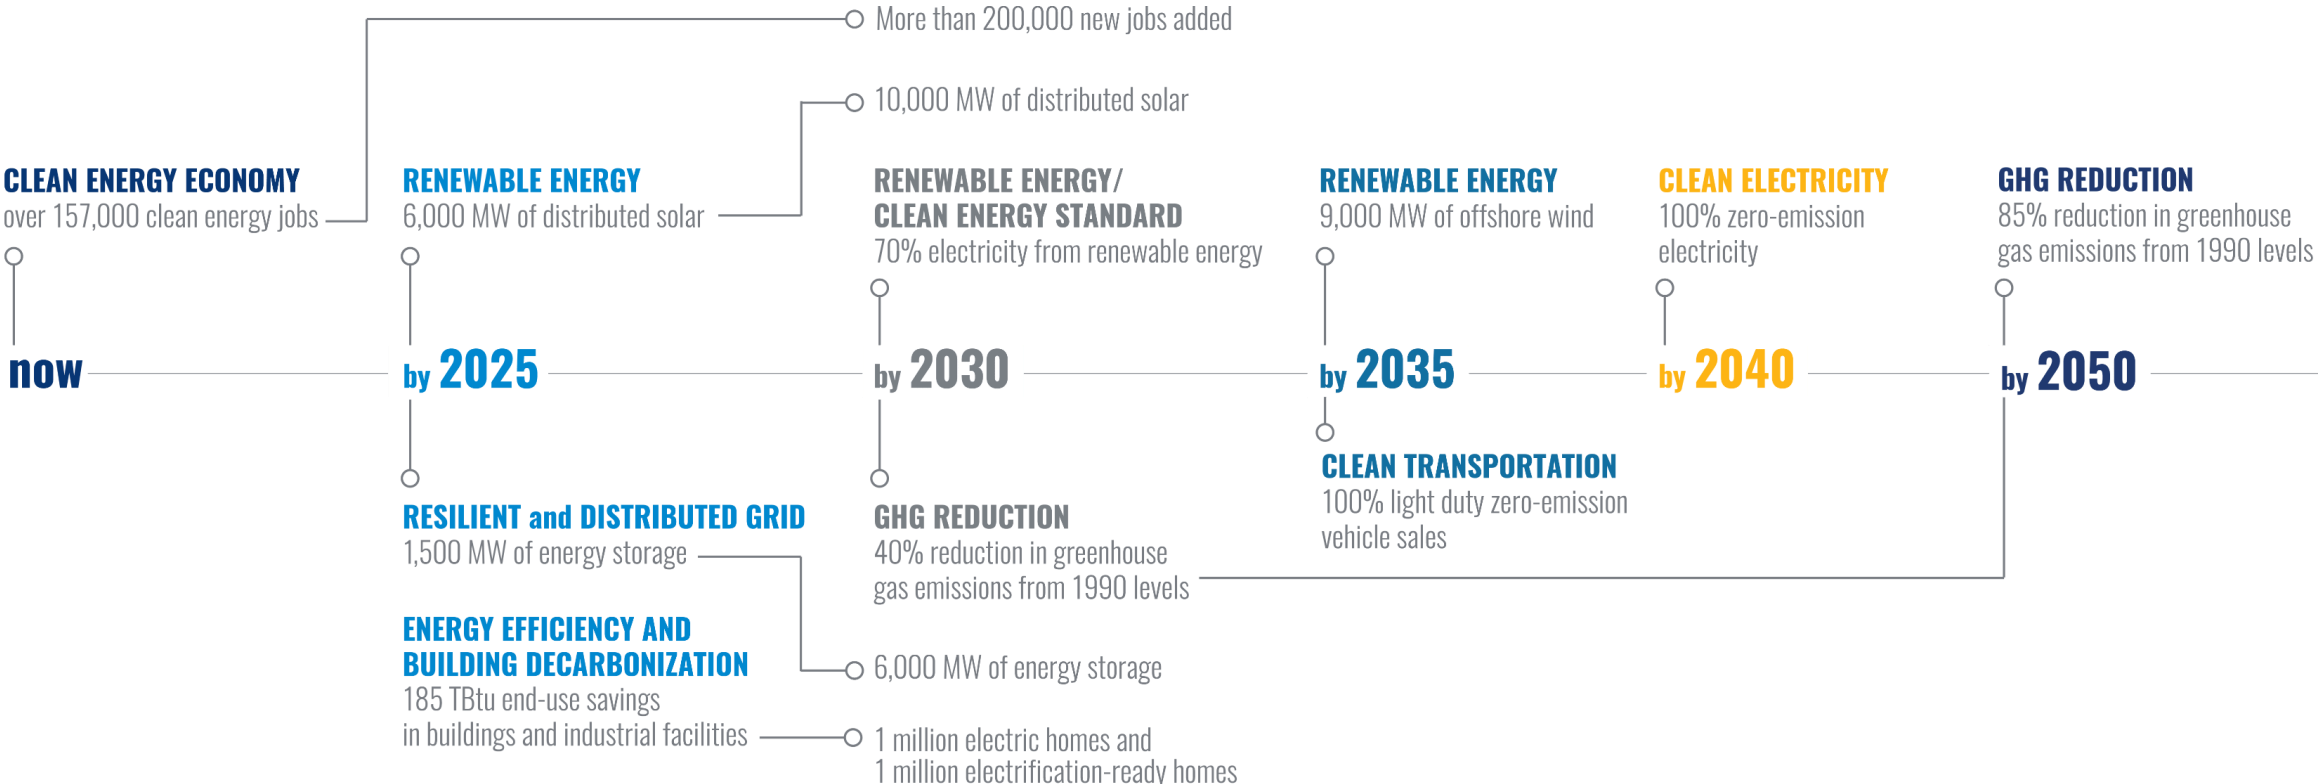 More than 200,000 new jobs added
10,000 MW of distributed solar
CLEAN ENERGY ECONOMY
over 157,000 clean energy jobs
RENEWABLE ENERGY
6,000 MW of distributed solar
RENEWABLE ENERGY/
CLEAN ENERGY STANDARD
70% electricity from renewable energy
RENEWABLE ENERGY
9,000 MW of offshore wind
CLEAN ELECTRICITY
100% zero-emission
electricity
GHG REDUCTION
85% reduction in greenhouse
gas emissions from 1990 levels
now
by 2025
by 2030
by 2035
by 2040
by 2050
RESILIENT and DISTRIBUTED GRID
1,500 MW of energy storage
ENERGY EFFICIENCY AND
BUILDING DECARBONIZATION
185 TBtu end-use savings
in buildings and industrial facilities
GHG REDUCTION
40% reduction in greenhouse
gas emissions from 1990 levels
6,000 MW of energy storage
1 million electric homes and
1 million electrification-ready homes
CLEAN TRANSPORTATION
100% light duty zero-emission
vehicle sales